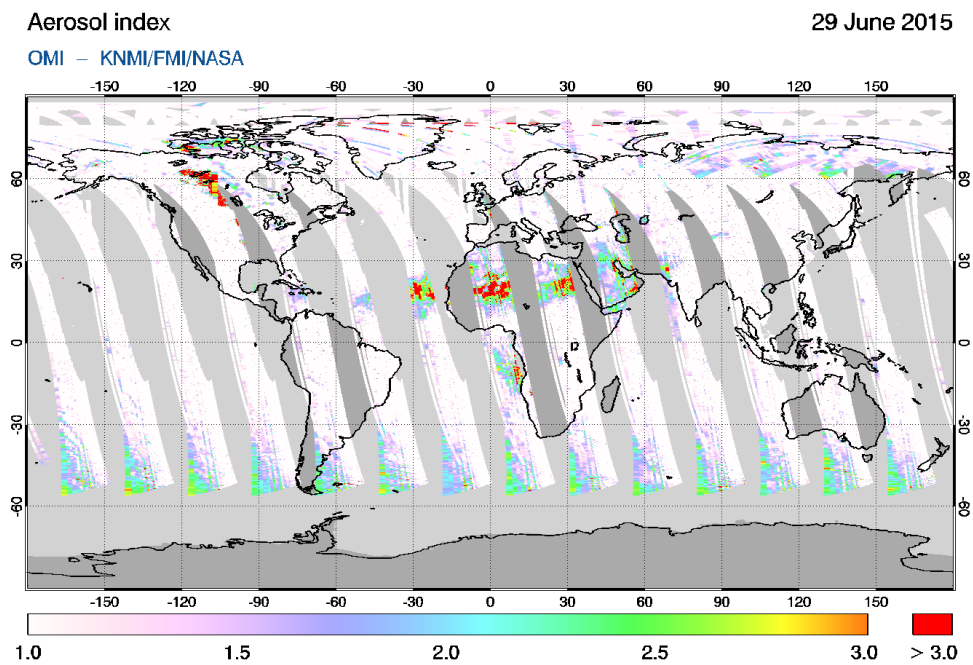 Aerosol index
29 June 2015
OMI – KNMI/FMI/NASA
-150 -120 -90 -60 -30 0 30 60 90 120 150
60 60
30 30
0 0
-30 -30
-60 -60
-150 -120 -90 -60 -30 0 30 60 90 120 150
1.0 1.5 2.0 2.5 3.0 > 3.0